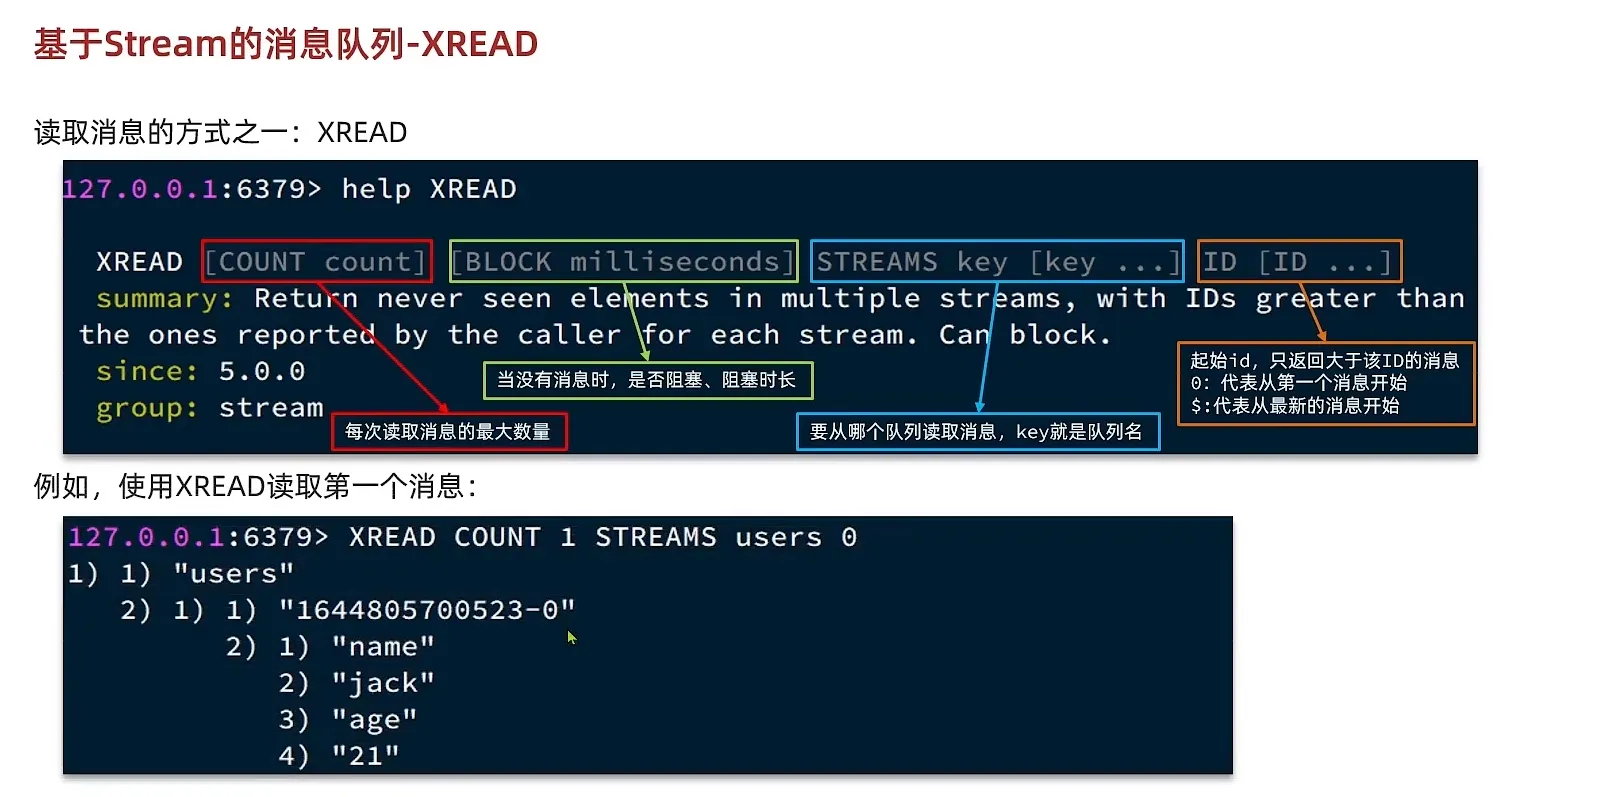 基于Stream的消息队列-XREAD
读取消息的方式之一：XREAD
127.0.0.1:6379> help XREAD
XREAD [COUNT count] [BLOCK milliseconds] STREAMS key [key ...] ID [ID ...]
summary: Return never seen elements in multiple streams, with IDs greater than
the ones reported by the caller for each stream. Can block.
since: 5.0.0
group: stream
当没有消息时，是否阻塞、阻塞时长
每次读取消息的最大数量
要从哪个队列读取消息，key就是队列名
起始id，只返回大于该ID的消息
0：代表从第一个消息开始
$:代表从最新的消息开始
例如，使用XREAD读取第一个消息：
127.0.0.1:6379> XREAD COUNT 1 STREAMS users 0
1) 1) "users"
2) 1) 1) "1644805700523-0"
2) 1) "name"
2) "jack"
3) "age"
4) "21"